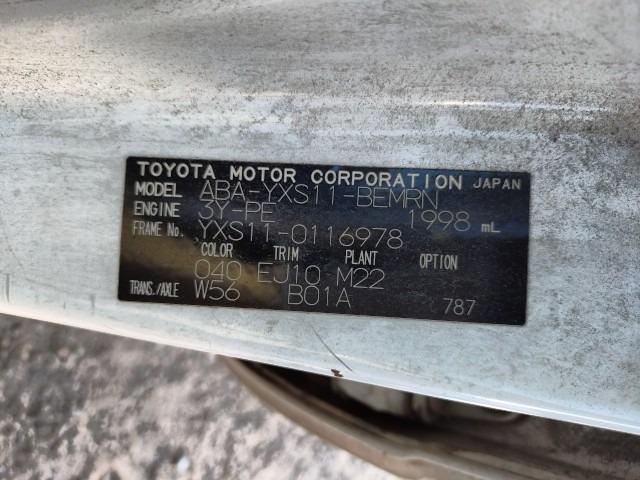 TOYOTA MOTOR CORPORATION JAPAN
MODEL ABA-YXS11-BEMRN
ENGINE 3Y-PE 1998 mL
FRAME No. YXS11-0116978
COLOR TRIM PLANT OPTION
040 EJ10 M22
TRANS./AXLE W56 B01A 787